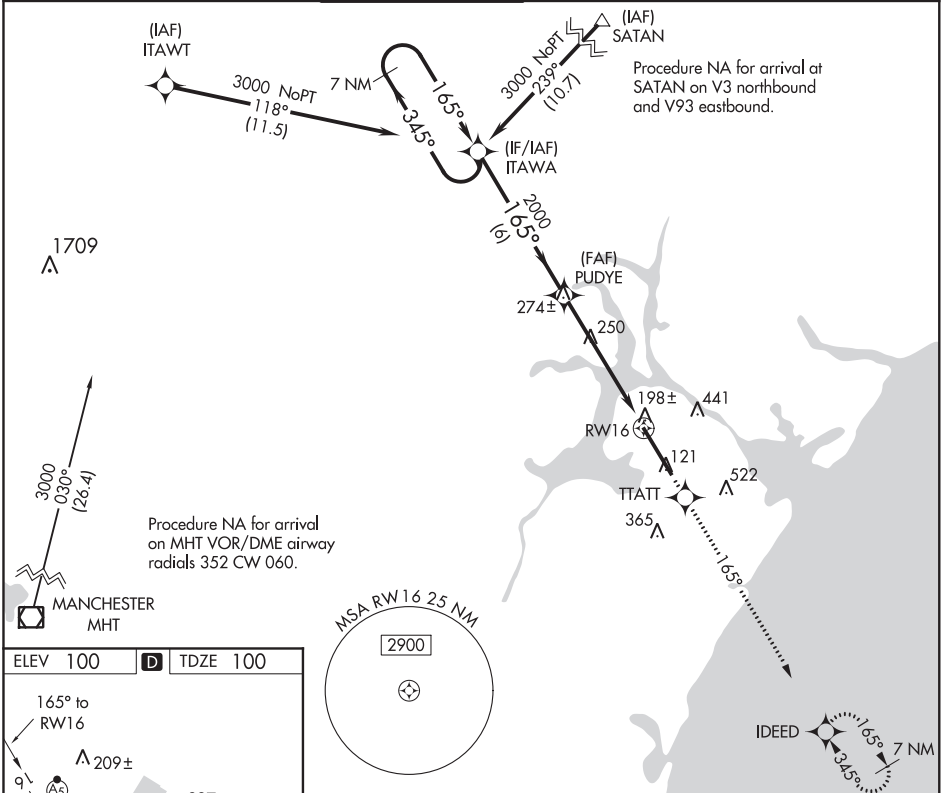 (IAF)
ITAWT
3000 NoPT
118°
(11.5)
7 NM
165°
345°
(IAF)
SATAN
3000 NoPT
239°
(10.7)
Procedure NA for arrival at
SATAN on V3 northbound
and V93 eastbound.
(IF/IAF)
ITAWA
2000
165°
(6)
1709
(FAF)
PUDYE
274±
250
198±
441
RW16
121
TTATT
522
365
165°
3000
030°
(26.4)
Procedure NA for arrival
on MHT VOR/DME airway
radials 352 CW 060.
MANCHESTER
MHT
MSA RW16 25 NM
2900
IDEED
165°
345°
7 NM
ELEV 100 D TDZE 100
165° to
RW16
209±
16
A5